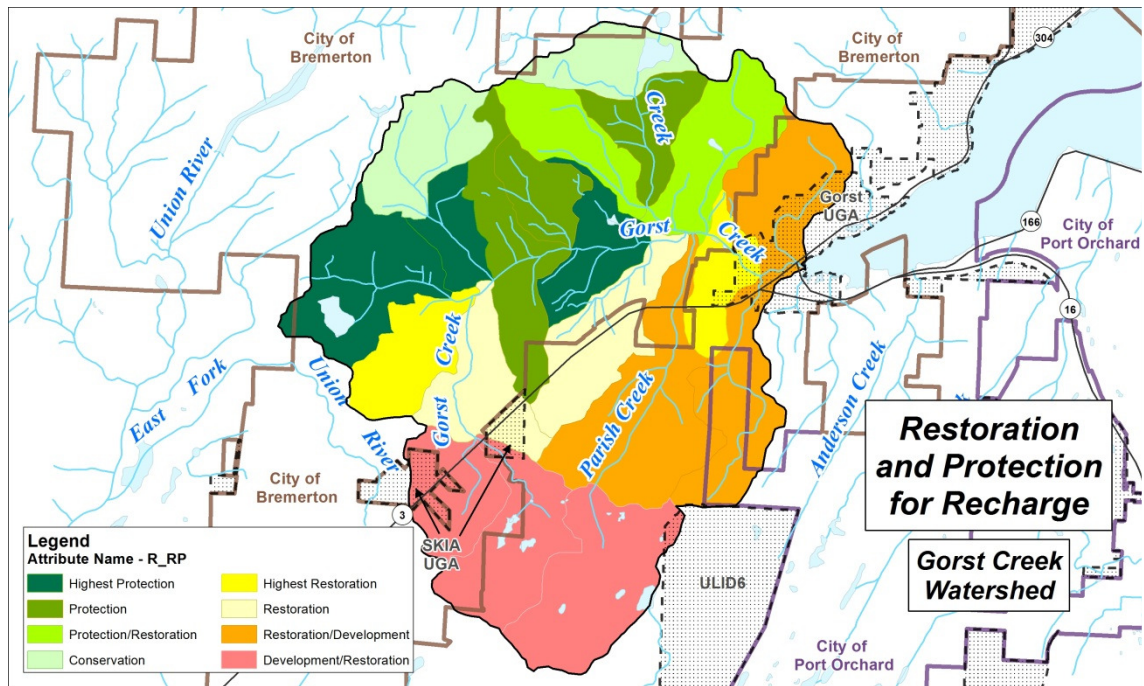 City of
Bremerton
City of
Bremerton
304
Union River
Creek
Gorst
UGA
166
City of
Port Orchard
Gorst
Creek
16
East Fork
Union
River
Gorst
Creek
Parish Creek
Anderson Creek
City of
Bremerton
3
SKIA
UGA
ULID6
Restoration
and Protection
for Recharge
Gorst Creek
Watershed
City of
Port Orchard
Legend
Attribute Name - R_RP
Highest Protection
Protection
Protection/Restoration
Conservation
Highest Restoration
Restoration
Restoration/Development
Development/Restoration